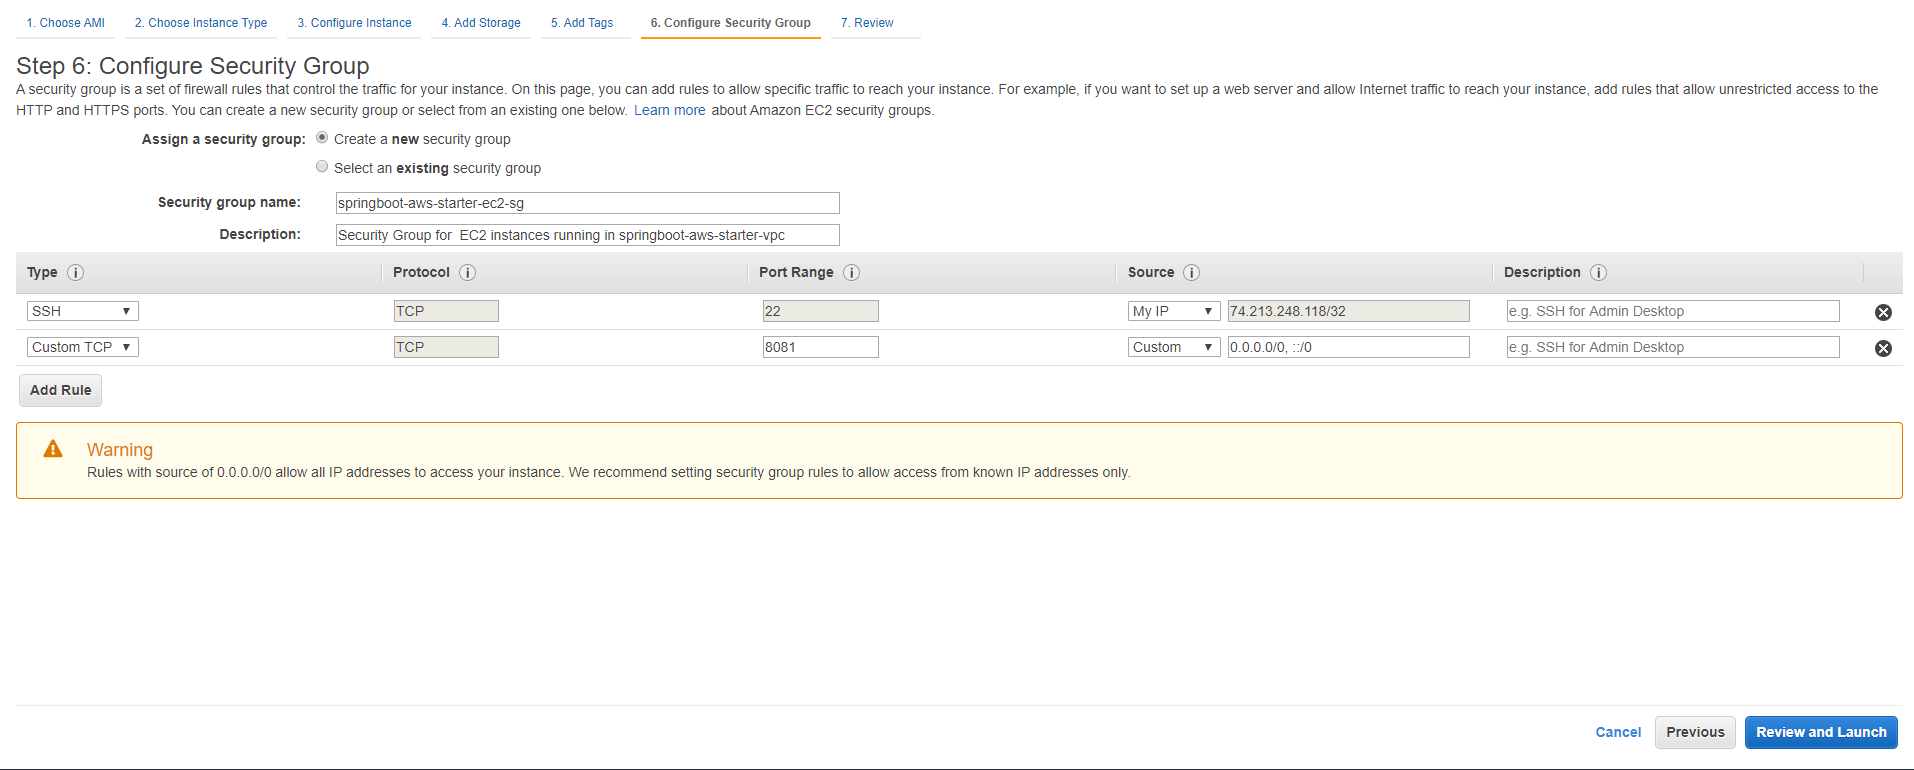 1. Choose AMI 2. Choose Instance Type 3. Configure Instance 4. Add Storage 5. Add Tags 6. Configure Security Group 7. Review
Step 6: Configure Security Group
A security group is a set of firewall rules that control the traffic for your instance. On this page, you can add rules to allow specific traffic to reach your instance. For example, if you want to set up a web server and allow Internet traffic to reach your instance, add rules that allow unrestricted access to the
HTTP and HTTPS ports. You can create a new security group or select from an existing one below. Learn more about Amazon EC2 security groups.
Assign a security group: Create a new security group
Select an existing security group
Security group name: springboot-aws-starter-ec2-sg
Description: Security Group for  EC2 instances running in springboot-aws-starter-vpc
Type i Protocol i Port Range i Source i Description i
SSH TCP 22 My IP 74.213.248.118/32 e.g. SSH for Admin Desktop
Custom TCP TCP 8081 Custom 0.0.0.0/0, ::/0 e.g. SSH for Admin Desktop
Add Rule
Warning
Rules with source of 0.0.0.0/0 allow all IP addresses to access your instance. We recommend setting security group rules to allow access from known IP addresses only.
Cancel Previous Review and Launch